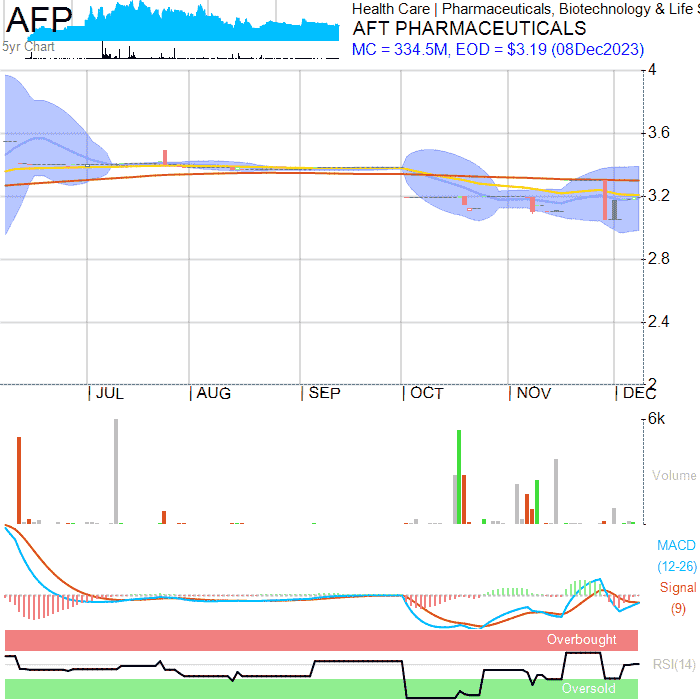 AFP
5yr Chart
Health Care | Pharmaceuticals, Biotechnology & Life S
AFT PHARMACEUTICALS
MC = 334.5M, EOD = $3.19 (08Dec2023)
4
3.6
3.2
2.8
2.4
2
JUL
AUG
SEP
OCT
NOV
DEC
6k
Volume
MACD
(12-26)
Signal
(9)
Overbought
RSI(14)
Oversold